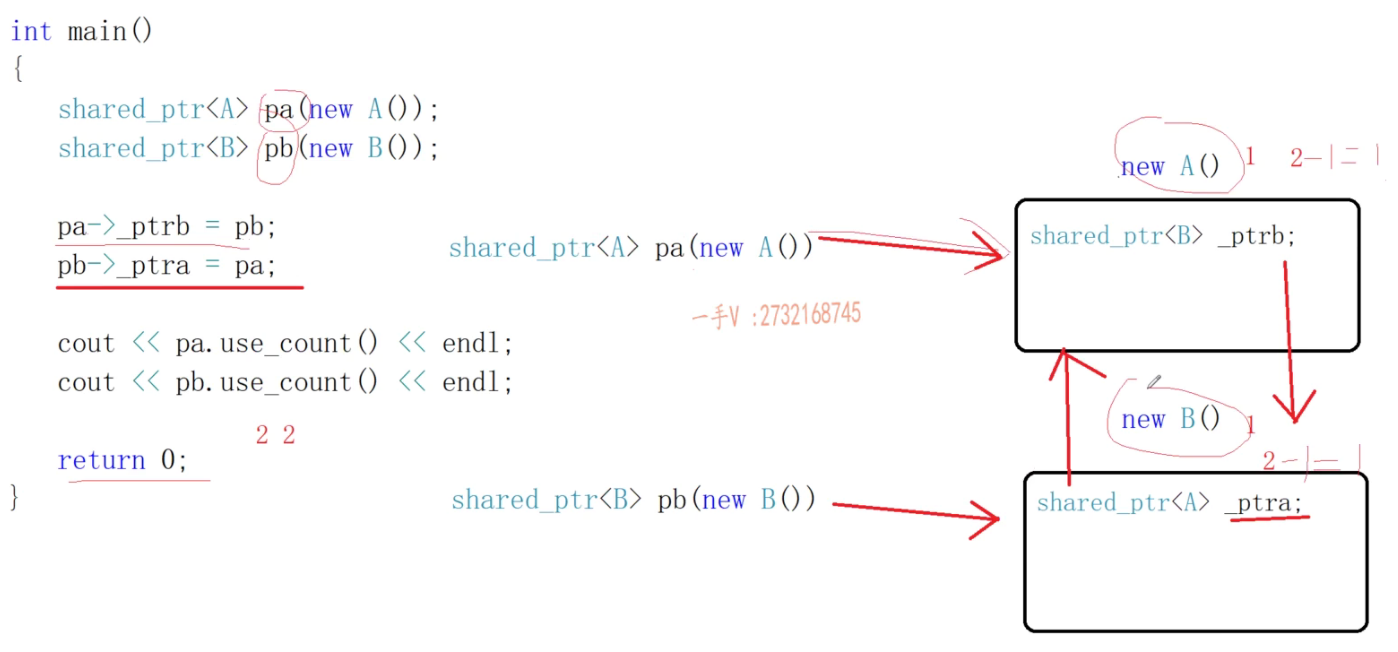 int main()
{
shared_ptr<A> pa(new A());
shared_ptr<B> pb(new B());
pa->_ptrb = pb;
pb->_ptra = pa;
cout << pa.use_count() << endl;
cout << pb.use_count() << endl;
2 2
return 0;
}
shared_ptr<A> pa(new A())
一手V :2732168745
shared_ptr<B> pb(new B())
new A() 1 2-1=1
shared_ptr<B> _ptrb;
new B() 1
2-1=1
shared_ptr<A> _ptra;